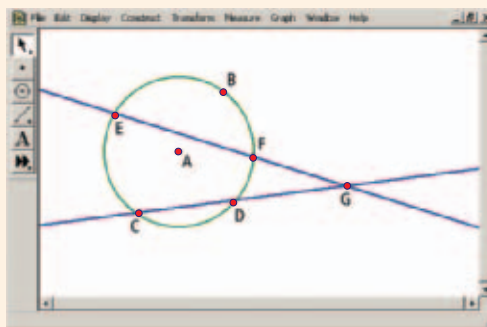 File Edit Display Construct Transform Measure Graph Window Help
B
E
F
A
G
D
C
A